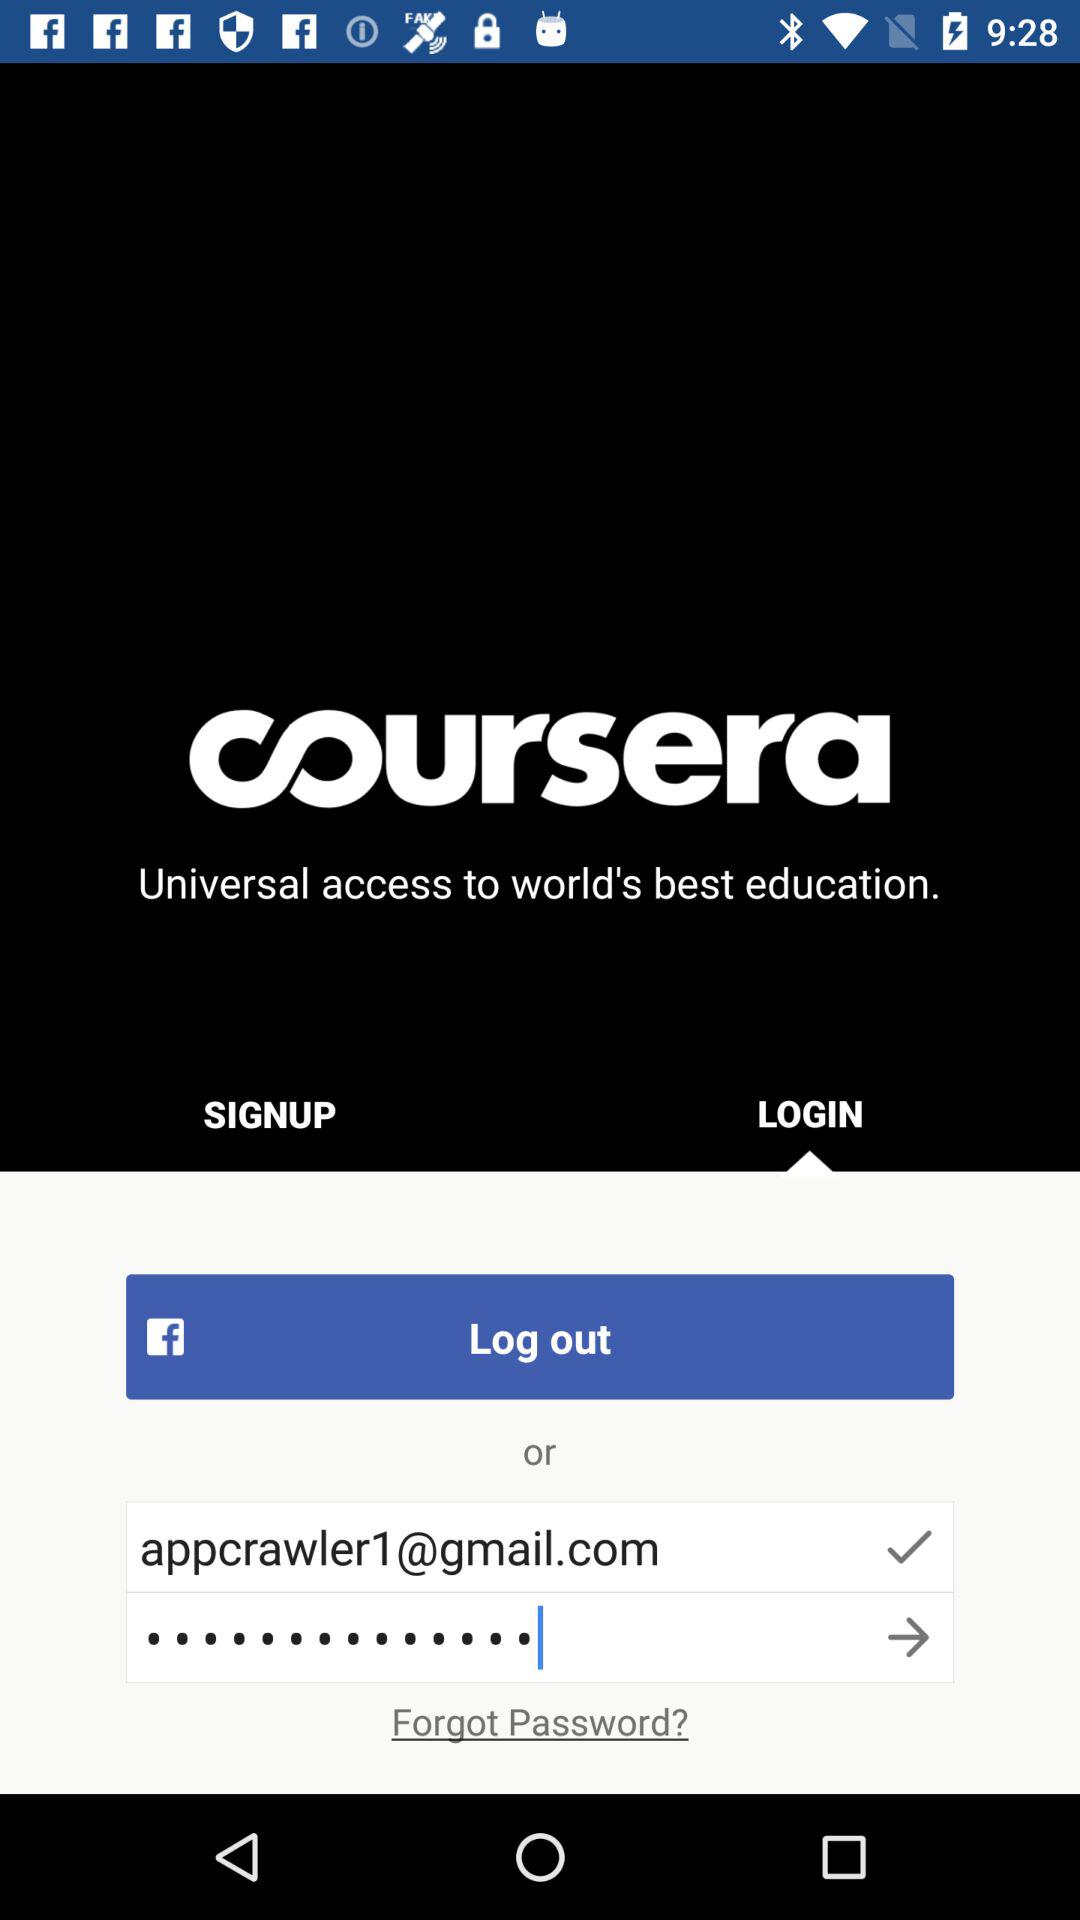 FAKE
9:28
coursera
Universal access to world's best education.
SIGNUP LOGIN
Log out
or
appcrawler1@gmail.com
••••••••••••••
Forgot Password?